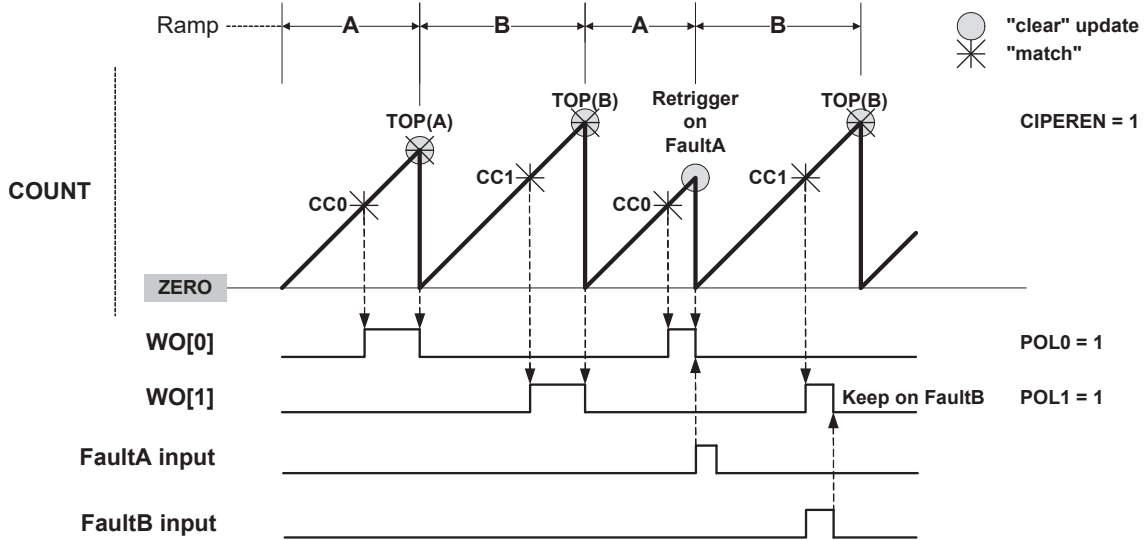 Ramp A B A B "clear" update
"match"
TOP(A) TOP(B) Retrigger TOP(B)
on
FaultA
CIPEREN = 1
COUNT
CC0 CC1 CC0 CC1
ZERO
WO[0] POL0 = 1
WO[1] Keep on FaultB POL1 = 1
FaultA input
FaultB input